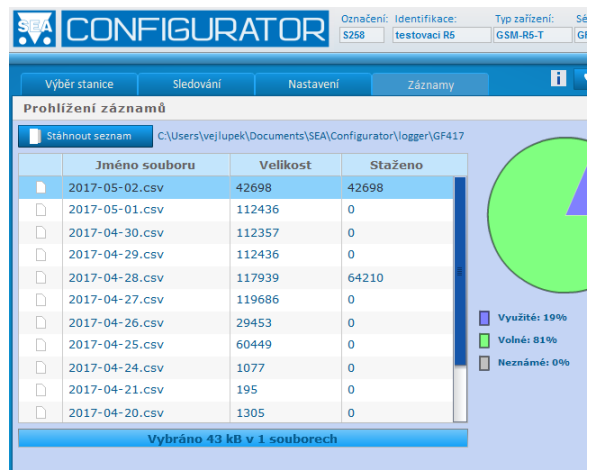 SEA CONFIGURATOR
Označení: Identifikace: Typ zařízení:
S258 testovací R5 GSM-R5-T
Výběr stanice Sledování Nastavení Záznamy i
Prohlížení záznamů
Stáhnout seznam C:\Users\vejlupek\Documents\SEA\Configurator\logger\GF417
Jméno souboru Velikost Staženo
2017-05-02.csv 42698 42698
2017-05-01.csv 112436 0
2017-04-30.csv 112357 0
2017-04-29.csv 112436 0
2017-04-28.csv 117939 64210
2017-04-27.csv 119686 0
2017-04-26.csv 29453 0
2017-04-25.csv 60449 0
2017-04-24.csv 1077 0
2017-04-21.csv 195 0
2017-04-20.csv 1305 0
Využité: 19%
Volné: 81%
Neznámé: 0%
Vybráno 43 kB v 1 souborech